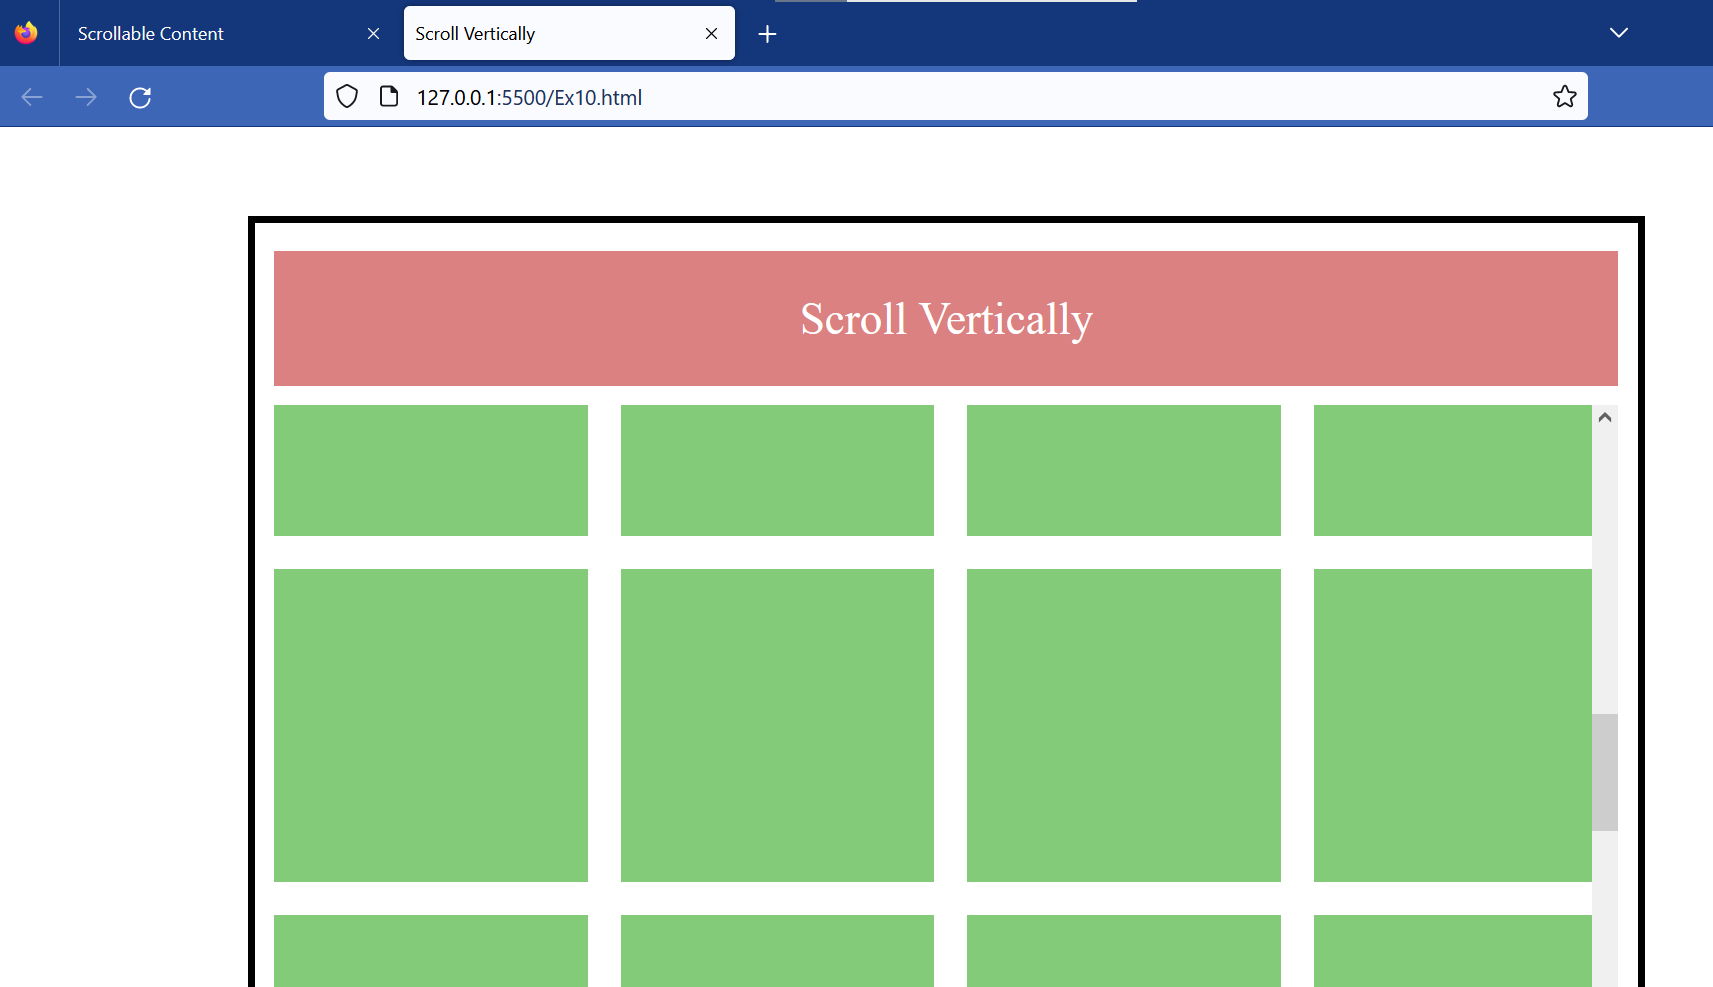 Scrollable Content
Scroll Vertically
127.0.0.1:5500/Ex10.html
Scroll Vertically